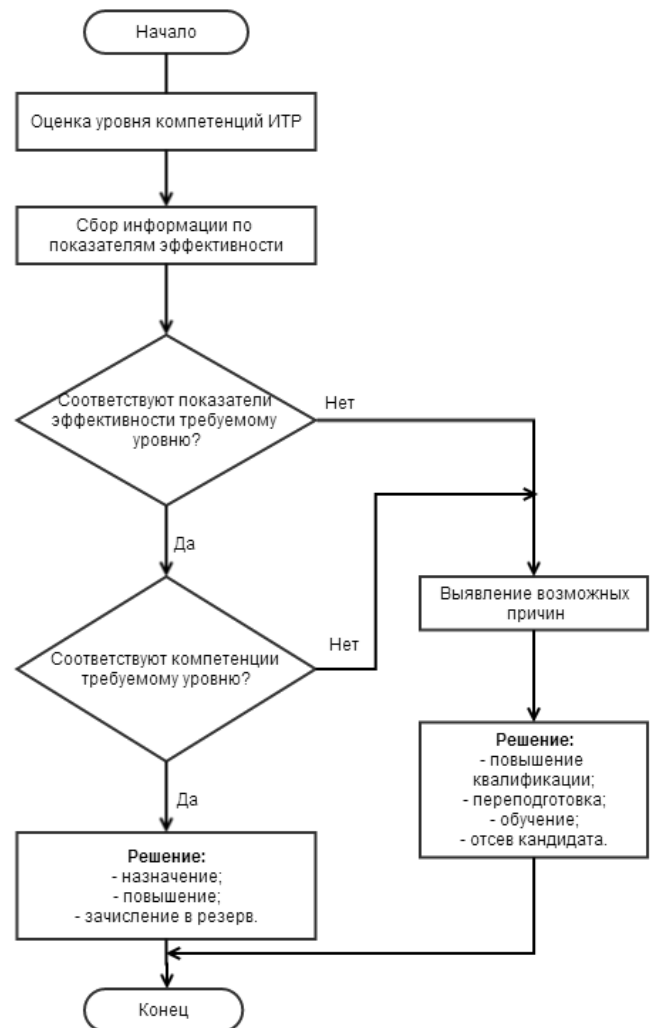 Начало
Оценка уровня компетенций ИТР
Сбор информации по
показателям эффективности
Соответствуют показатели
эффективности требуемому
уровню?
Нет
Да
Выявление возможных
причин
Соответствуют компетенции
требуемому уровню?
Нет
Да
Решение:
- повышение
квалификации;
- переподготовка;
- обучение;
- отсев кандидата.
Решение:
- назначение;
- повышение;
- зачисление в резерв.
Конец